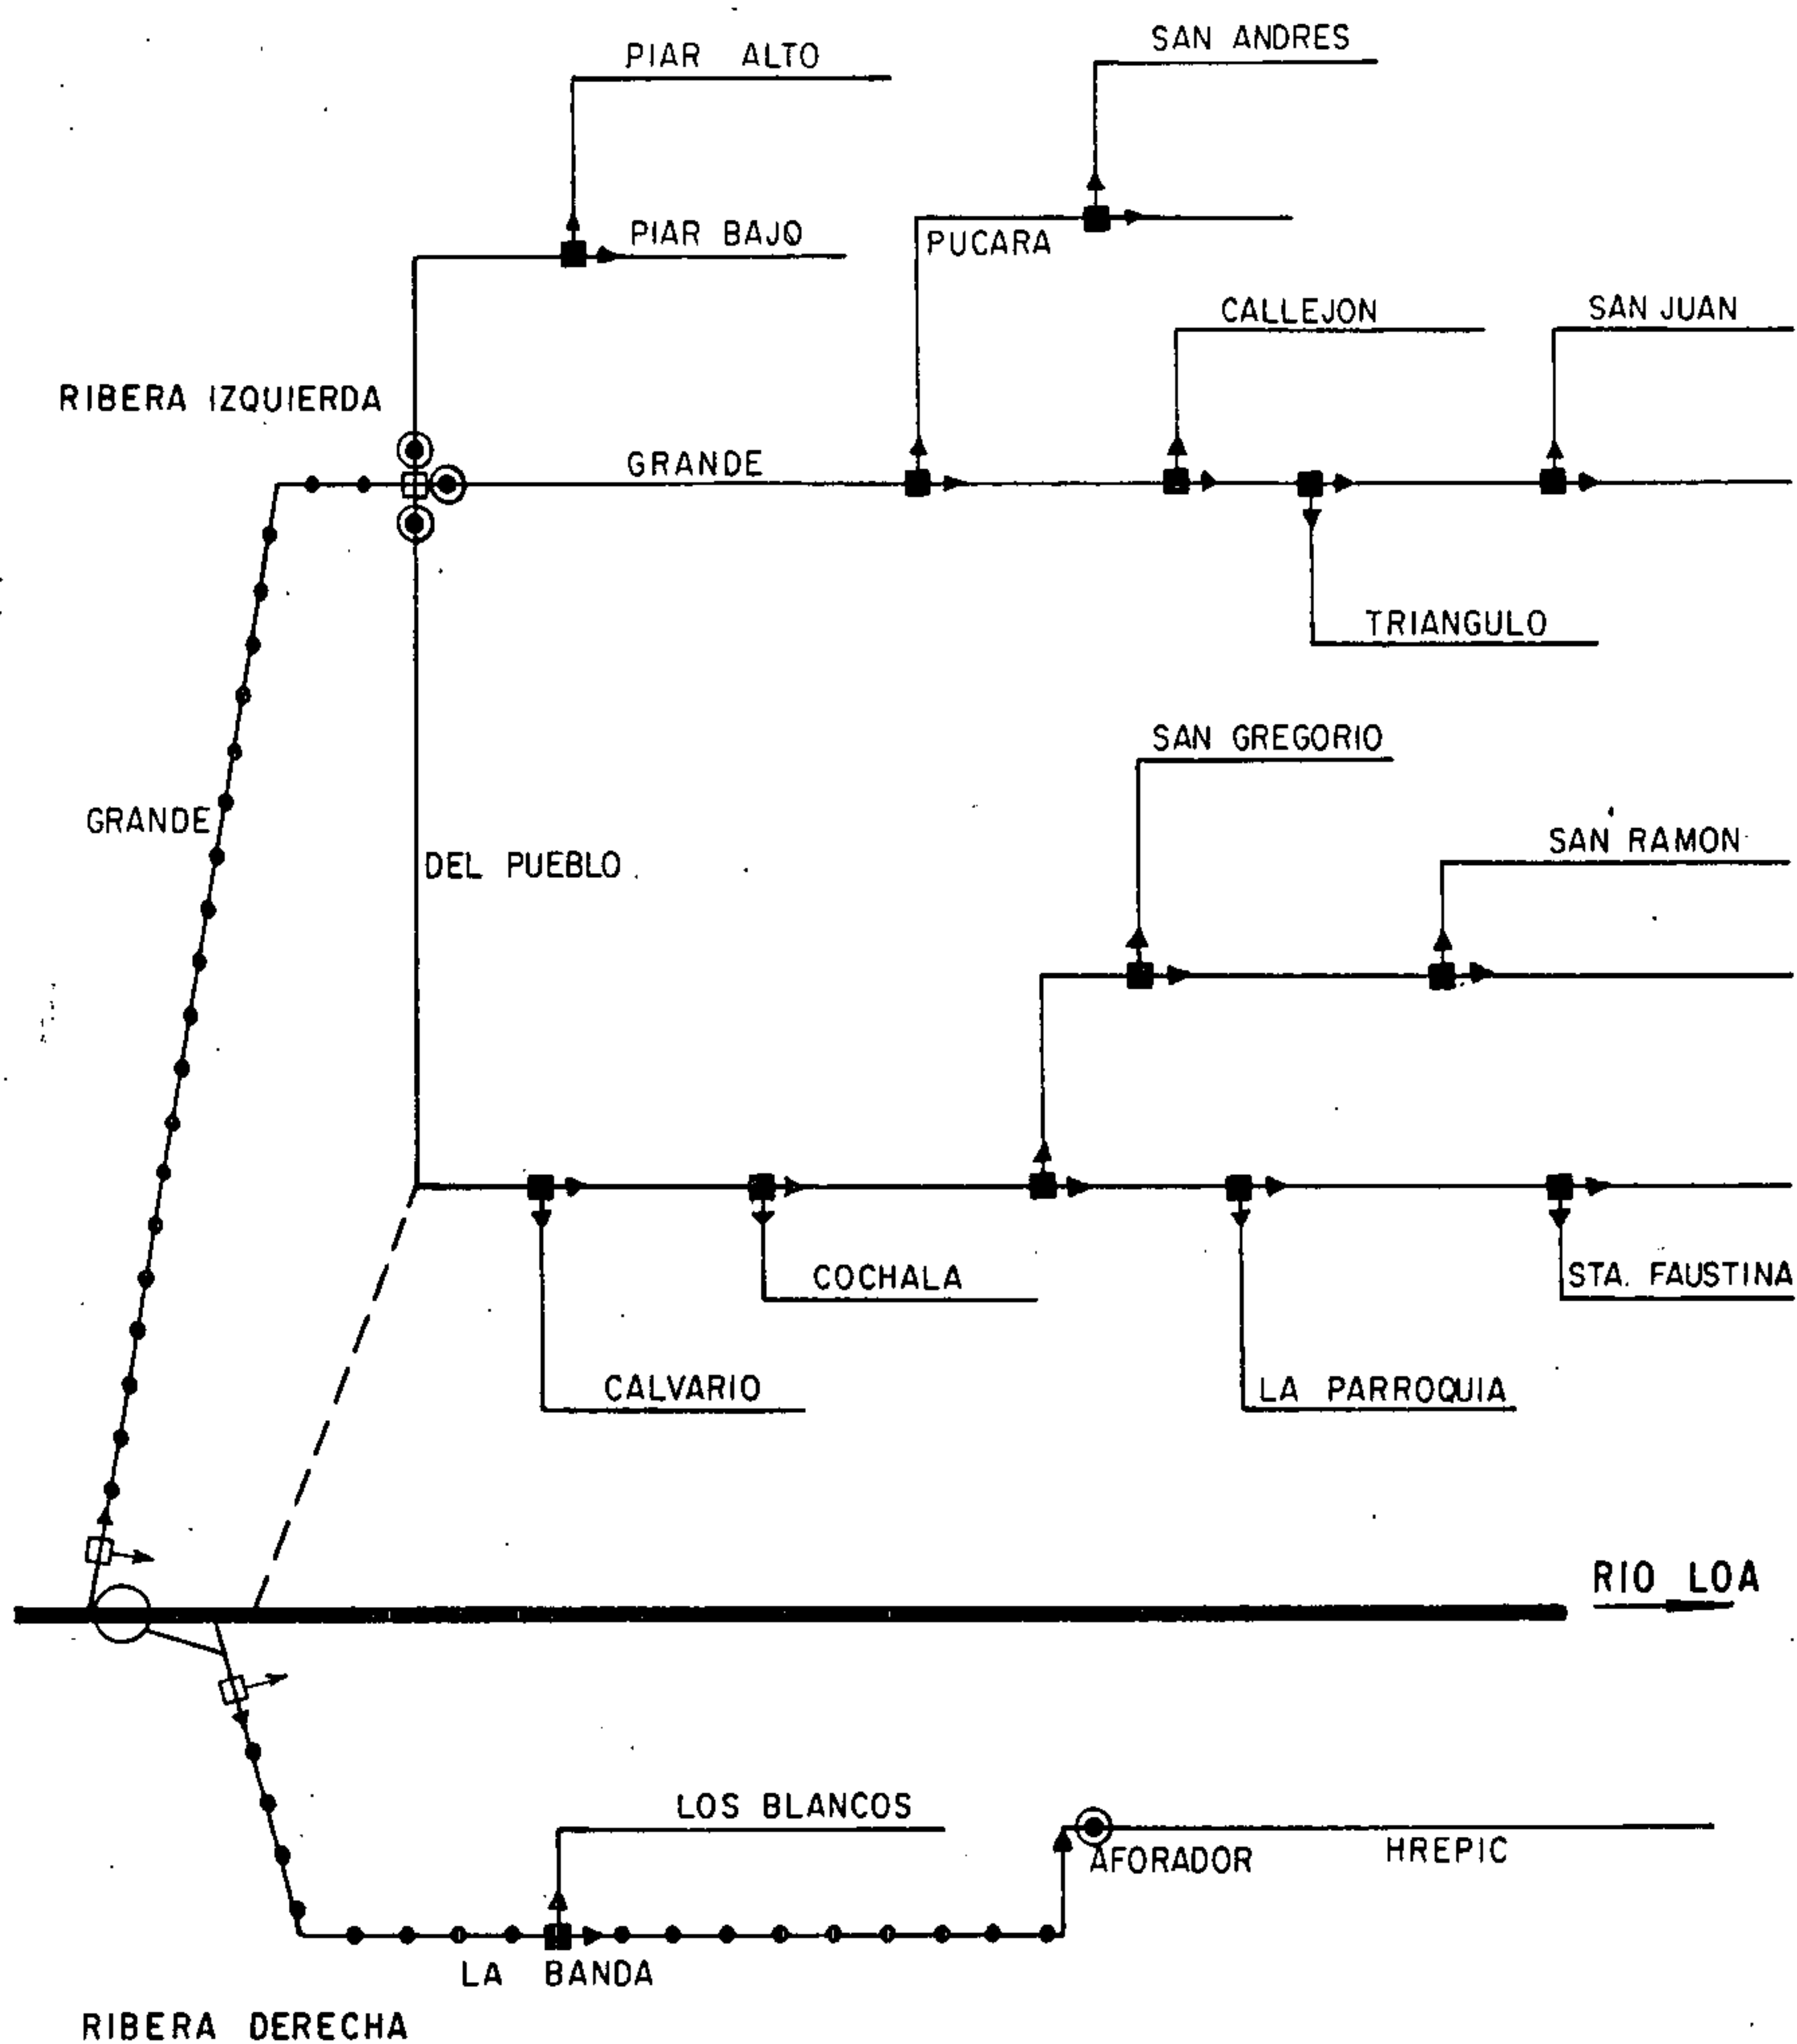 PIAR ALTO
SAN ANDRES
PIAR BAJO
PUCARA
CALLEJON
SAN JUAN
RIBERA IZQUIERDA
GRANDE
TRIANGULO
SAN GREGORIO
GRANDE
SAN RAMON
DEL PUEBLO
COCHALA
STA. FAUSTINA
CALVARIO
LA PARROQUIA
RIO LOA
LOS BLANCOS
AFORADOR
HREPIC
LA BANDA
RIBERA DERECHA